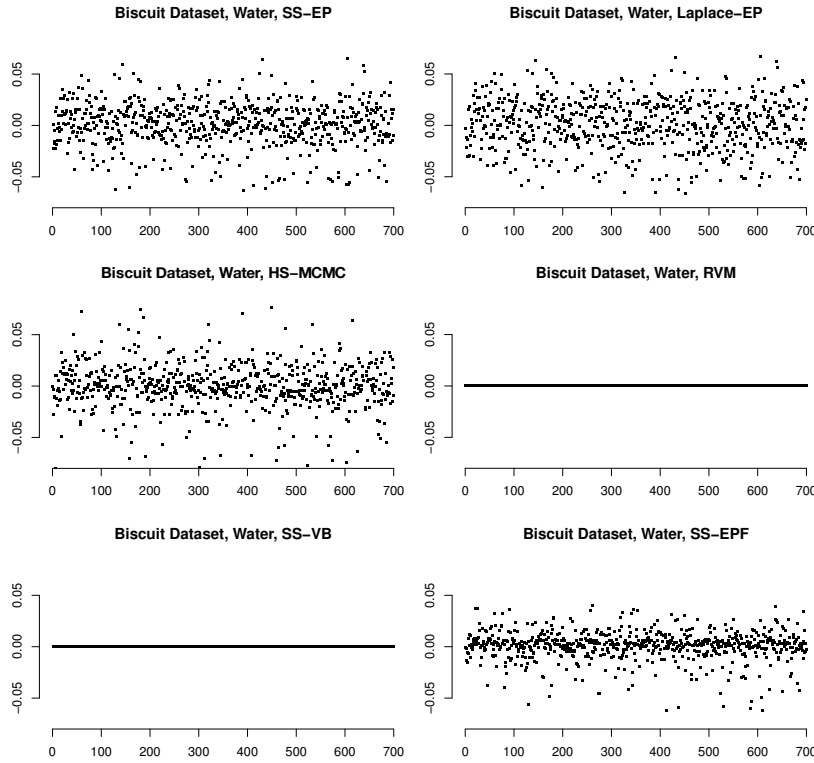 Biscuit Dataset, Water, SS−EP
0.05
0.00
−0.05
0 100 200 300 400 500 600 700
Biscuit Dataset, Water, Laplace−EP
0.05
0.00
−0.05
0 100 200 300 400 500 600 700
Biscuit Dataset, Water, HS−MCMC
0.05
0.00
−0.05
0 100 200 300 400 500 600 700
Biscuit Dataset, Water, RVM
0.05
0.00
−0.05
0 100 200 300 400 500 600 700
Biscuit Dataset, Water, SS−VB
0.05
0.00
−0.05
0 100 200 300 400 500 600 700
Biscuit Dataset, Water, SS−EPF
0.05
0.00
−0.05
0 100 200 300 400 500 600 700